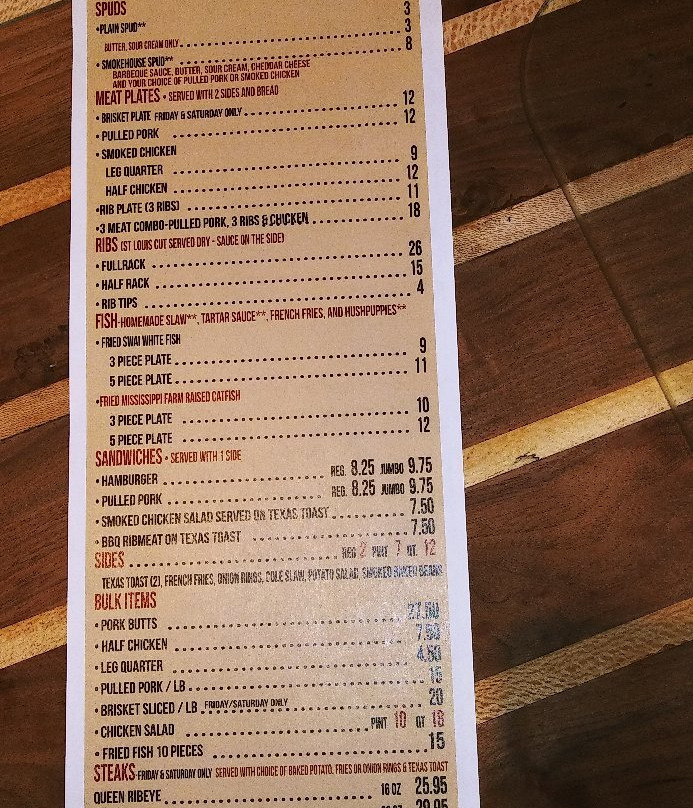 SPUDS 3
•PLAIN SPUD** 3
BUTTER, SOUR CREAM ONLY 8
• SMOKEHOUSE SPUD**
BARBEQUE SAUCE, BUTTER, SOUR CREAM, CHEDDAR CHEESE
AND YOUR CHOICE OF PULLED PORK OR SMOKED CHICKEN
MEAT PLATES • SERVED WITH 2 SIDES AND BREAD
• BRISKET PLATE FRIDAY & SATURDAY ONLY 12
• PULLED PORK 12
• SMOKED CHICKEN
LEG QUARTER 9
HALF CHICKEN 12
•RIB PLATE (3 RIBS) 11
•3 MEAT COMBO-PULLED PORK, 3 RIBS & CHICKEN 18
RIBS (ST LOUIS CUT SERVED DRY - SAUCE ON THE SIDE)
• FULLRACK 26
• HALF RACK 15
• RIB TIPS 4
FISH-HOMEMADE SLAW**, TARTAR SAUCE**, FRENCH FRIES, AND HUSHPUPPIES**
• FRIED SWAI WHITE FISH
3 PIECE PLATE 9
5 PIECE PLATE 11
•FRIED MISSISSIPPI FARM RAISED CATFISH
3 PIECE PLATE 10
5 PIECE PLATE 12
SANDWICHES • SERVED WITH 1 SIDE
• HAMBURGER REG. 8.25 JUMBO 9.75
• PULLED PORK REG. 8.25 JUMBO 9.75
• SMOKED CHICKEN SALAD SERVED ON TEXAS TOAST 7.50
• BBQ RIBMEAT ON TEXAS TOAST 7.50
SIDES REG 2 PINT 7 QT. 12
TEXAS TOAST (2), FRENCH FRIES, ONION RINGS, COLE SLAW, POTATO SALAD, SMOKED BAKED BEANS
BULK ITEMS
• PORK BUTTS 27.50
• HALF CHICKEN 7.50
• LEG QUARTER 4.50
• PULLED PORK / LB 15
• BRISKET SLICED / LB FRIDAY/SATURDAY ONLY 20
• CHICKEN SALAD PINT 10 QT 18
• FRIED FISH 10 PIECES 15
STEAKS-FRIDAY & SATURDAY ONLY SERVED WITH CHOICE OF BAKED POTATO, FRIES OR ONION RINGS & TEXAS TOAST
QUEEN RIBEYE 16 OZ 25.95